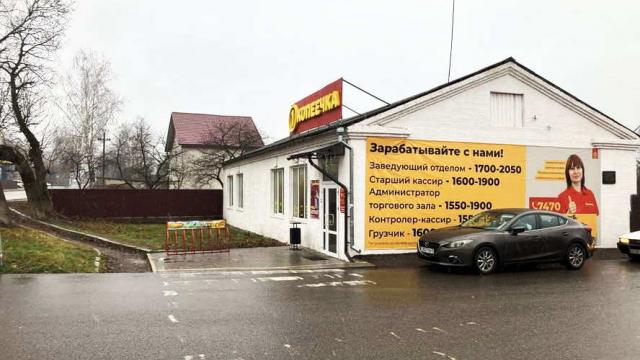 КОПЕЕЧКА
Зарабатывайте с нами!
Заведующий отделом - 1700-2050
Старший кассир - 1600-1900
Администратор
торгового зала - 1550-1900
Контролер-кассир -
Грузчик -
7470